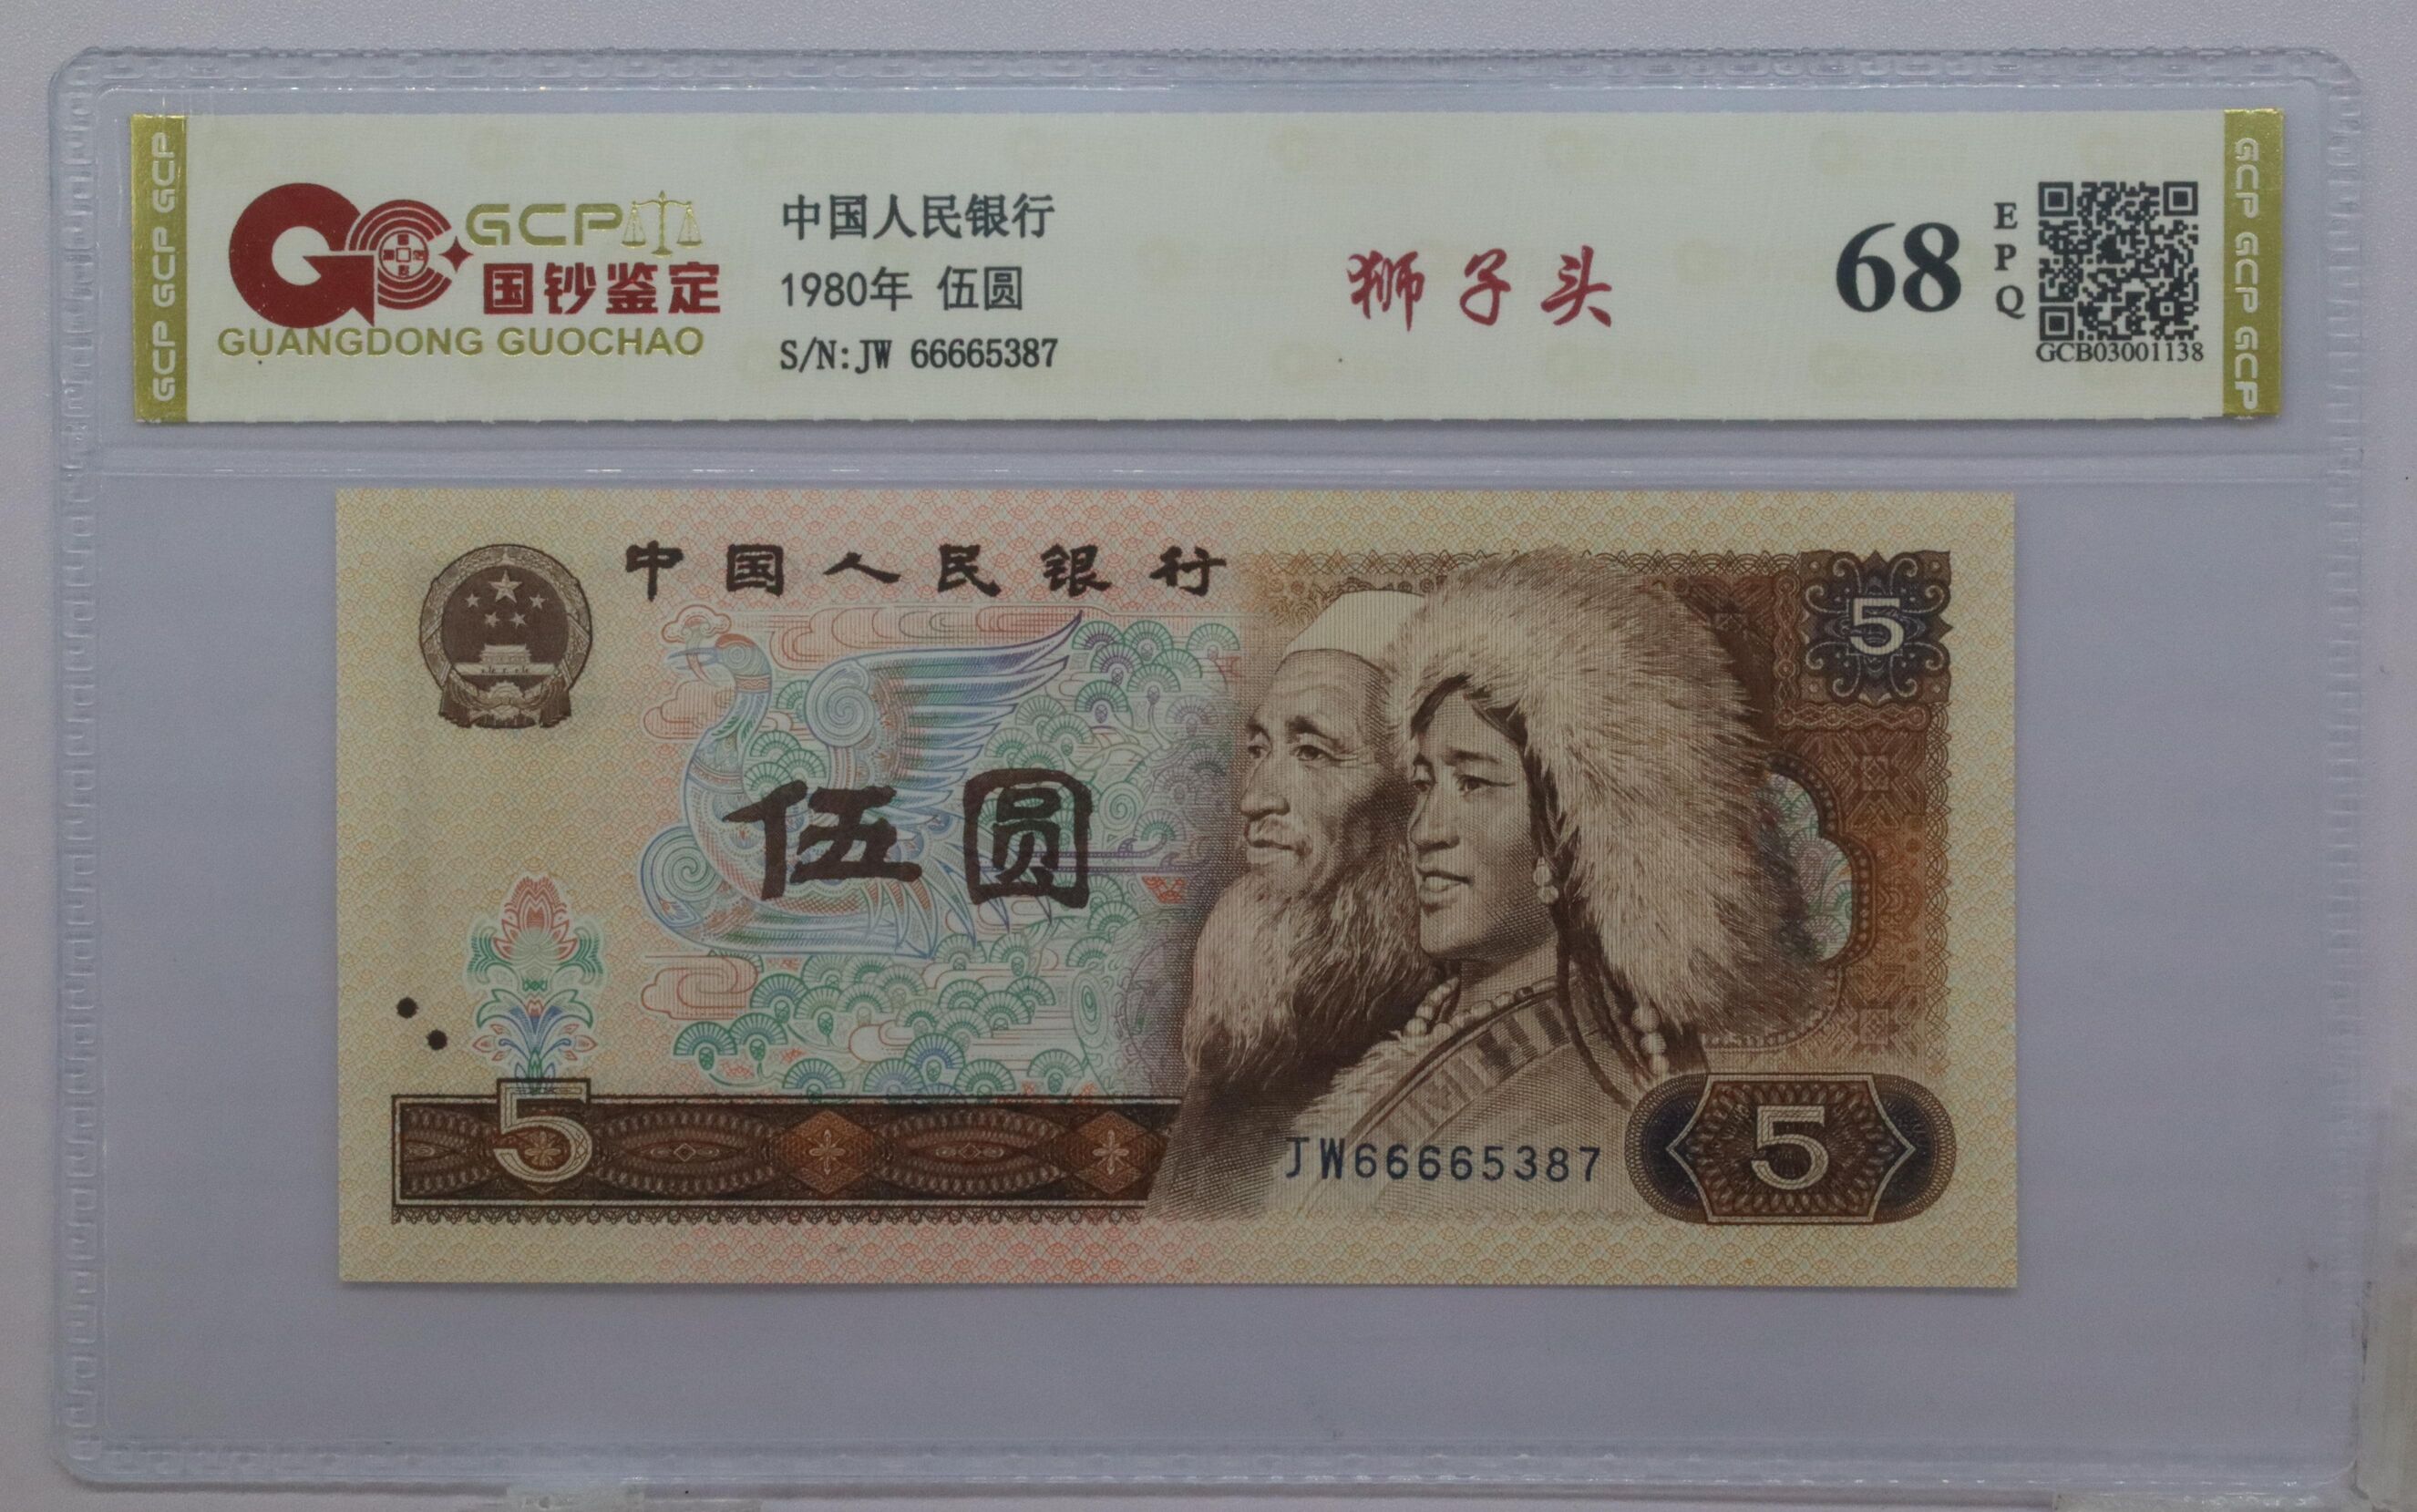 GCP GCP GCP
GCP
国钞鉴定
GUANGDONG GUOCHAO
中国人民银行
1980年 伍圆
S/N:JW 66665387
狮子头
68
EPQ
GCB03001138
GCP GCP GCP
中国人民银行
5
伍圆
5
JW66665387
5